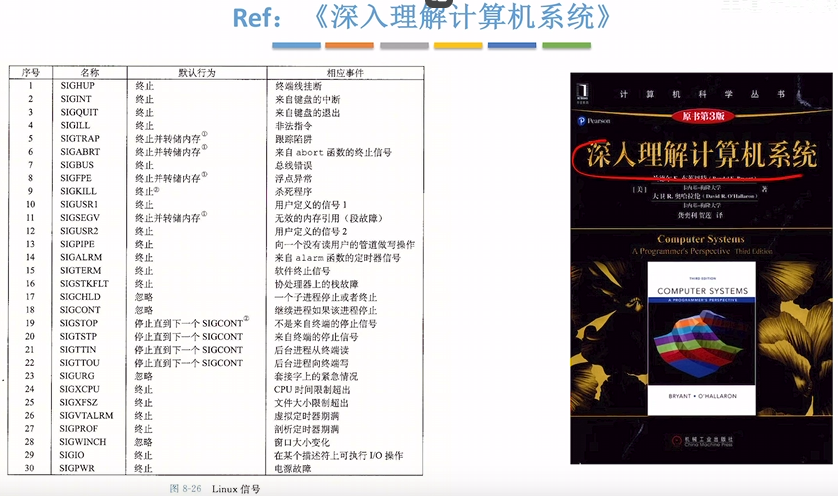 Ref： 《深入理解计算机系统》
序号 名称 默认行为 相应事件
1 SIGHUP 终止 终端线挂断
2 SIGINT 终止 来自键盘的中断
3 SIGQUIT 终止 来自键盘的退出
4 SIGILL 终止 非法指令
5 SIGTRAP 终止并转储内存① 跟踪陷阱
6 SIGABRT 终止并转储内存① 来自 abort 函数的终止信号
7 SIGBUS 终止 总线错误
8 SIGFPE 终止并转储内存① 浮点异常
9 SIGKILL 终止② 杀死程序
10 SIGUSR1 终止 用户定义的信号 1
11 SIGSEGV 终止并转储内存① 无效的内存引用（段故障）
12 SIGUSR2 终止 用户定义的信号 2
13 SIGPIPE 终止 向一个没有读用户的管道做写操作
14 SIGALRM 终止 来自 alarm 函数的定时器信号
15 SIGTERM 终止 软件终止信号
16 SIGSTKFLT 终止 协处理器上的栈故障
17 SIGCHLD 忽略 一个子进程停止或者终止
18 SIGCONT 忽略 继续进程如果该进程停止
19 SIGSTOP 停止直到下一个 SIGCONT② 不是来自终端的停止信号
20 SIGTSTP 停止直到下一个 SIGCONT 来自终端的停止信号
21 SIGTTIN 停止直到下一个 SIGCONT 后台进程从终端读
22 SIGTTOU 停止直到下一个 SIGCONT 后台进程向终端写
23 SIGURG 忽略 套接字上的紧急情况
24 SIGXCPU 终止 CPU 时间限制超出
25 SIGXFSZ 终止 文件大小限制超出
26 SIGVTALRM 终止 虚拟定时器期满
27 SIGPROF 终止 剖析定时器期满
28 SIGWINCH 忽略 窗口大小变化
29 SIGIO 终止 在某个描述符上可执行 I/O 操作
30 SIGPWR 终止 电源故障
图 8-26 Linux 信号
计 算 机 科 学 丛 书
Pearson
原书第3版
深入理解计算机系统
[美]
著
大卫 R. 奥哈拉伦 (David R. O'Hallaron)
卡内基-梅隆大学
龚奕利 贺莲 译
Computer Systems
A Programmer's Perspective Third Edition
THIRD EDITION
COMPUTER SYSTEMS
A PROGRAMMER'S PERSPECTIVE
BRYANT • O'HALLARON
机械工业出版社
China Machine Press